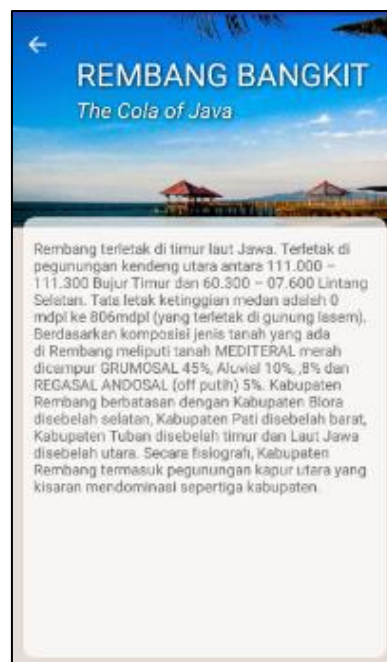 REMBANG BANGKIT
The Cola of Java
Rembang terletak di timur laut Jawa. Terletak di
pegunungan kendeng utara antara 111.000 –
111.300 Bujur Timur dan 60.300 – 07.600 Lintang
Selatan. Tata letak ketinggian medan adalah 0
mdpl ke 806mdpl (yang terletak di gunung lasem).
Berdasarkan komposisi jenis tanah yang ada
di Rembang meliputi tanah MEDITERAL merah
dicampur GRUMOSAL 45%, Aluvial 10%, ,8% dan
REGASAL ANDOSAL (off putih) 5%. Kabupaten
Rembang berbatasan dengan Kabupaten Blora
disebelah selatan, Kabupaten Pati disebelah barat,
Kabupaten Tuban disebelah timur dan Laut Jawa
disebelah utara. Secara fisiografi, Kabupaten
Rembang termasuk pegunungan kapur utara yang
kisaran mendominasi sepertiga kabupaten.